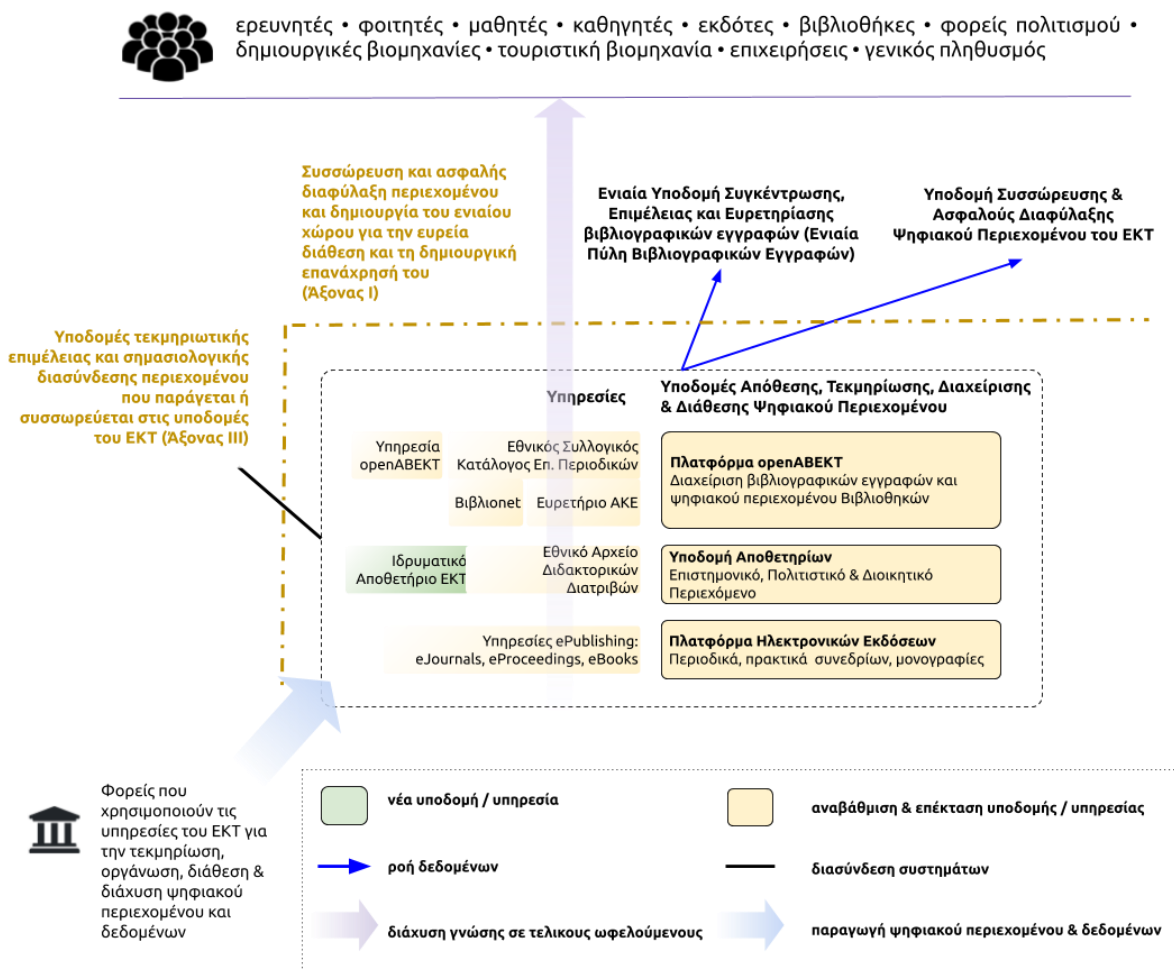 ερευνητές • φοιτητές • μαθητές • καθηγητές • εκδότες • βιβλιοθήκες • φορείς πολιτισμού •
δημιουργικές βιομηχανίες • τουριστική βιομηχανία • επιχειρήσεις • γενικός πληθυσμός
Συσσώρευση και ασφαλής
διαφύλαξη περιεχομένου
και δημιουργία του ενιαίου
χώρου για την ευρεία
διάθεση και τη δημιουργική
επανάχρησή του
(Άξονας Ι)
Ενιαία Υποδομή Συγκέντρωσης,
Επιμέλειας και Ευρετηρίασης
βιβλιογραφικών εγγραφών (Ενιαία
Πύλη Βιβλιογραφικών Εγγραφών)
Υποδομή Συσσώρευσης &
Ασφαλούς Διαφύλαξης
Ψηφιακού Περιεχομένου του ΕΚΤ
Υποδομές τεκμηριωτικής
επιμέλειας και σημασιολογικής
διασύνδεσης περιεχομένου
που παράγεται ή
συσσωρεύεται στις υποδομές
του ΕΚΤ (Άξονας ΙΙΙ)
Υπηρεσίες
Υποδομές Απόθεσης, Τεκμηρίωσης, Διαχείρισης
& Διάθεσης Ψηφιακού Περιεχομένου
Υπηρεσία
openABEKT
Εθνικός Συλλογικός
Κατάλογος Επ. Περιοδικών
Βιβλιοnet
Ευρετήριο ΑΚΕ
Πλατφόρμα openABEKT
Διαχείριση βιβλιογραφικών εγγραφών και
ψηφιακού περιεχομένου Βιβλιοθηκών
Ιδρυματικό
Αποθετήριο ΕΚΤ
Εθνικό Αρχείο
Διδακτορικών
Διατριβών
Υποδομή Αποθετηρίων
Επιστημονικό, Πολιτιστικό & Διοικητικό
Περιεχόμενο
Υπηρεσίες ePublishing:
eJournals, eProceedings, eBooks
Πλατφόρμα Ηλεκτρονικών Εκδόσεων
Περιοδικά, πρακτικά συνεδρίων, μονογραφίες
Φορείς που
χρησιμοποιούν τις
υπηρεσίες του ΕΚΤ για
την τεκμηρίωση,
οργάνωση, διάθεση &
διάχυση ψηφιακού
περιεχομένου και
δεδομένων
νέα υποδομή / υπηρεσία
αναβάθμιση & επέκταση υποδομής / υπηρεσίας
ροή δεδομένων
διασύνδεση συστημάτων
διάχυση γνώσης σε τελικους ωφελούμενους
παραγωγή ψηφιακού περιεχομένου & δεδομένων